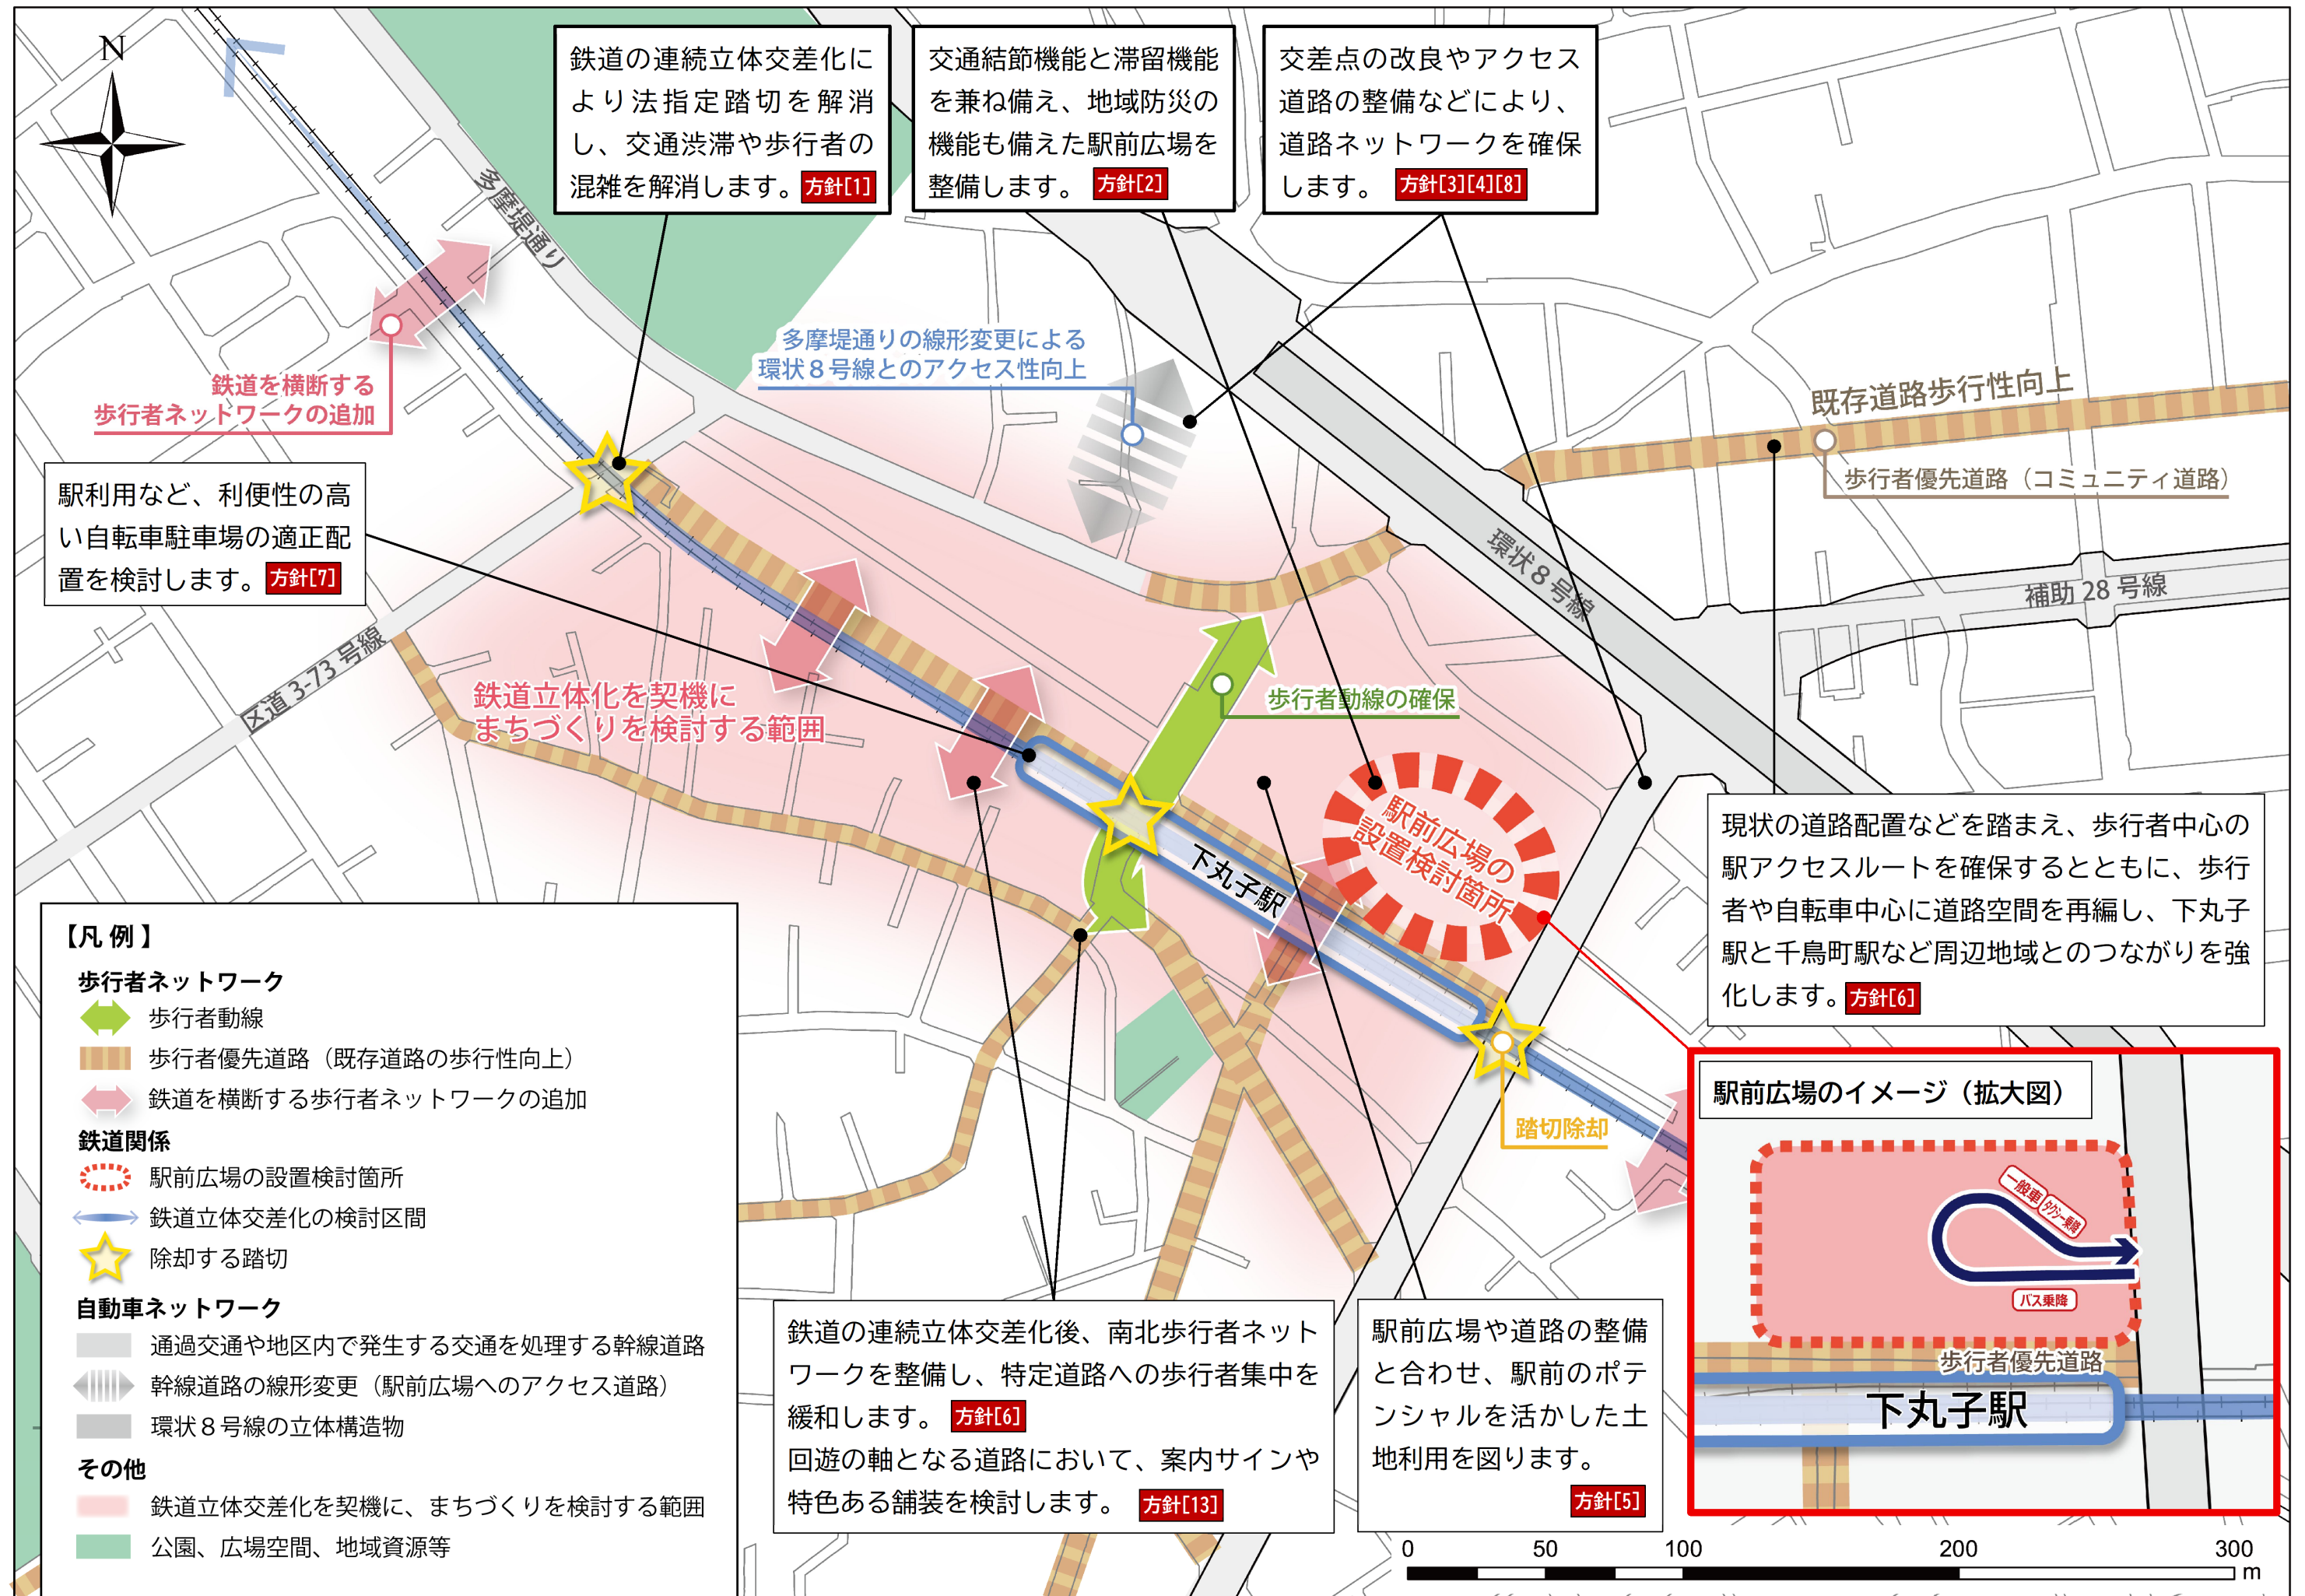 N
鉄道の連続立体交差化に
より法指定踏切を解消
し、交通渋滞や歩行者の
混雑を解消します。方針[1]
交通結節機能と滞留機能
を兼ね備え、地域防災の
機能も備えた駅前広場を
整備します。 方針[2]
交差点の改良やアクセス
道路の整備などにより、
道路ネットワークを確保
します。 方針[3][4][8]
多摩堤通り
多摩堤通りの線形変更による
環状8号線とのアクセス性向上
鉄道を横断する
歩行者ネットワークの追加
既存道路歩行性向上
歩行者優先道路（コミュニティ道路）
駅利用など、利便性の高
い自転車駐車場の適正配
置を検討します。方針[7]
環状8号線
補助28号線
区道3-73号線
鉄道立体化を契機に
まちづくりを検討する範囲
歩行者動線の確保
駅前広場の
設置検討箇所
下丸子駅
現状の道路配置などを踏まえ、歩行者中心の
駅アクセスルートを確保するとともに、歩行
者や自転車中心に道路空間を再編し、下丸子
駅と千鳥町駅など周辺地域とのつながりを強
化します。方針[6]
踏切除却
【凡例】
歩行者ネットワーク
歩行者動線
歩行者優先道路（既存道路の歩行性向上）
鉄道を横断する歩行者ネットワークの追加
鉄道関係
駅前広場の設置検討箇所
鉄道立体交差化の検討区間
除却する踏切
自動車ネットワーク
通過交通や地区内で発生する交通を処理する幹線道路
幹線道路の線形変更（駅前広場へのアクセス道路）
環状8号線の立体構造物
その他
鉄道立体交差化を契機に、まちづくりを検討する範囲
公園、広場空間、地域資源等
鉄道の連続立体交差化後、南北歩行者ネット
ワークを整備し、特定道路への歩行者集中を
緩和します。 方針[6]
回遊の軸となる道路において、案内サインや
特色ある舗装を検討します。 方針[13]
駅前広場や道路の整備
と合わせ、駅前のポテ
ンシャルを活かした土
地利用を図ります。
方針[5]
駅前広場のイメージ（拡大図）
一般車
タクシー乗降
バス乗降
歩行者優先道路
下丸子駅
0 50 100 200 300
m